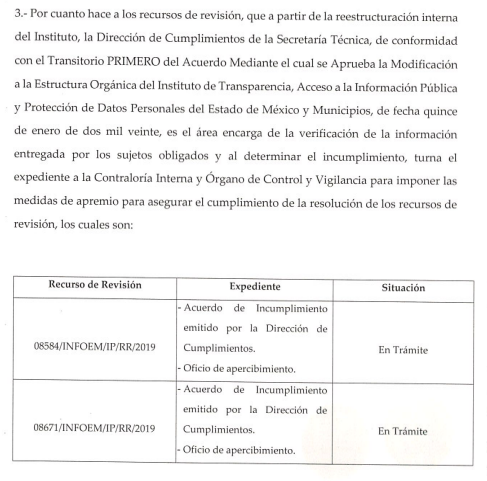 3.- Por cuanto hace a los recursos de revisión, que a partir de la reestructuración interna
del Instituto, la Dirección de Cumplimientos de la Secretaría Técnica, de conformidad
con el Transitorio PRIMERO del Acuerdo Mediante el cual se Aprueba la Modificación
a la Estructura Orgánica del Instituto de Transparencia, Acceso a la Información Pública
y Protección de Datos Personales del Estado de México y Municipios, de fecha quince
de enero de dos mil veinte, es el área encarga de la verificación de la información
entregada por los sujetos obligados y al determinar el incumplimiento, turna el
expediente a la Contraloría Interna y Órgano de Control y Vigilancia para imponer las
medidas de apremio para asegurar el cumplimiento de la resolución de los recursos de
revisión, los cuales son:
Recurso de Revisión
Expediente
Situación
08584/INFOEM/IP/RR/2019
- Acuerdo de Incumplimiento
emitido por la Dirección de
Cumplimientos.
- Oficio de apercibimiento.
En Trámite
08671/INFOEM/IP/RR/2019
- Acuerdo de Incumplimiento
emitido por la Dirección de
Cumplimientos.
- Oficio de apercibimiento.
En Trámite